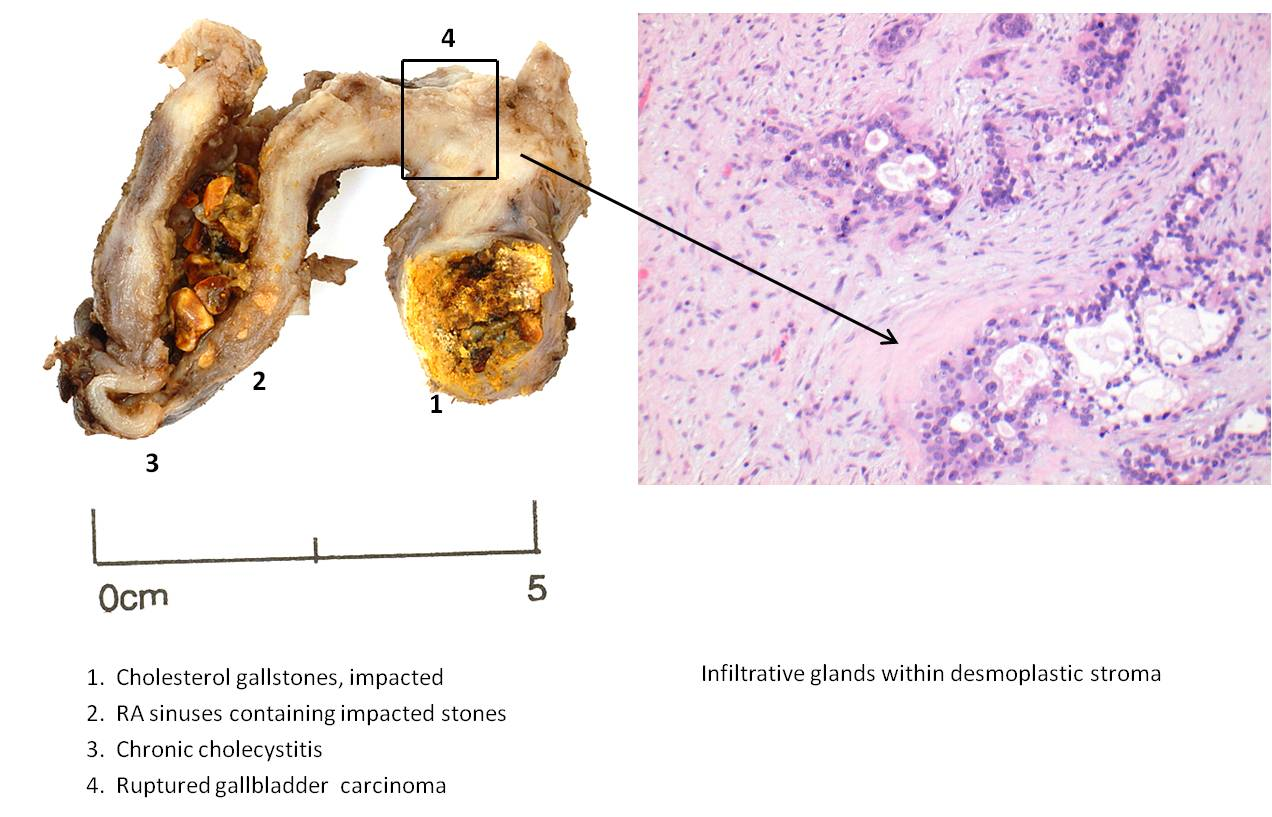 4
1
2
3
0cm
5
1. Cholesterol gallstones, impacted
2. RA sinuses containing impacted stones
3. Chronic cholecystitis
4. Ruptured gallbladder carcinoma
Infiltrative glands within desmoplastic stroma